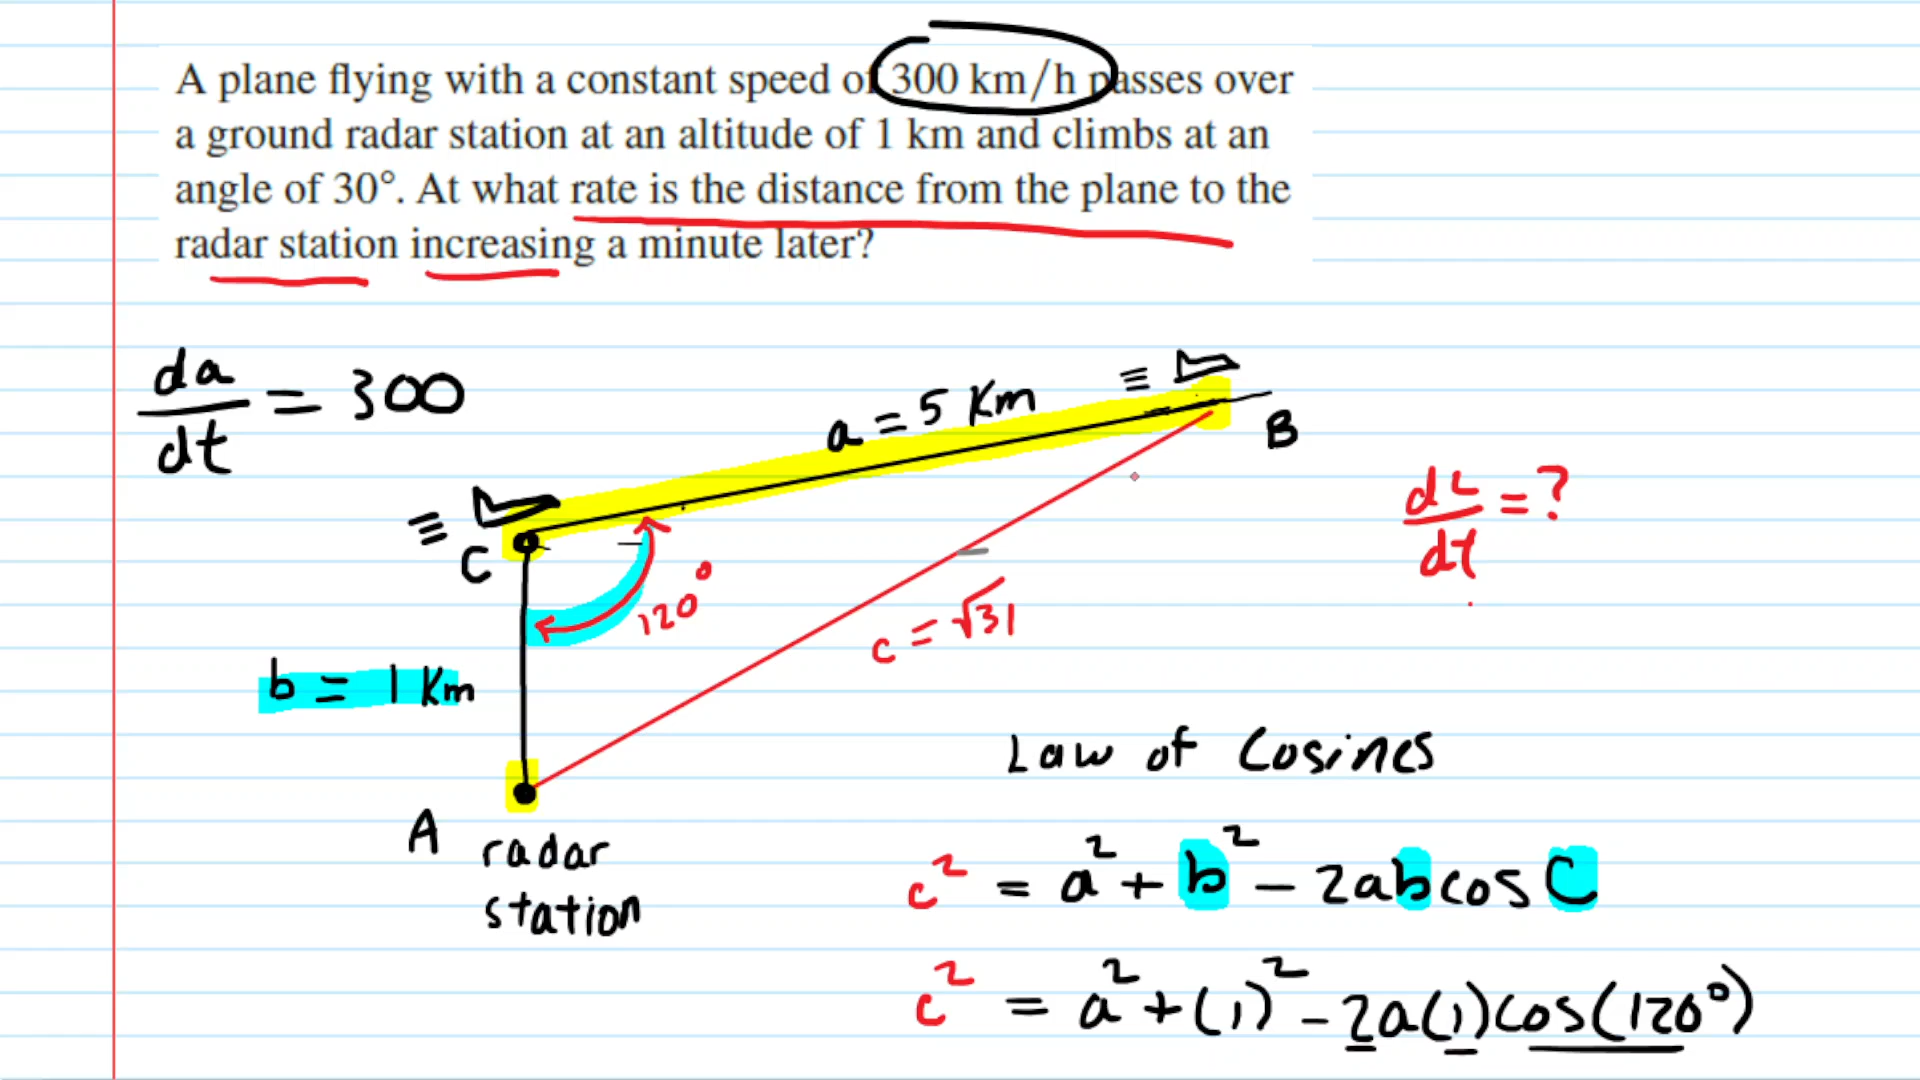 A plane flying with a constant speed of 300 km/h passes over
a ground radar station at an altitude of 1 km and climbs at an
angle of 30°. At what rate is the distance from the plane to the
radar station increasing a minute later?
da/dt = 300
a = 5 Km
B
C
120°
dc/dt = ?
c = √31
b = 1 Km
A radar
station
Law of Cosines
c² = a² + b² - 2abcosC
c² = a² + (1)² - 2a(1)cos(120°)